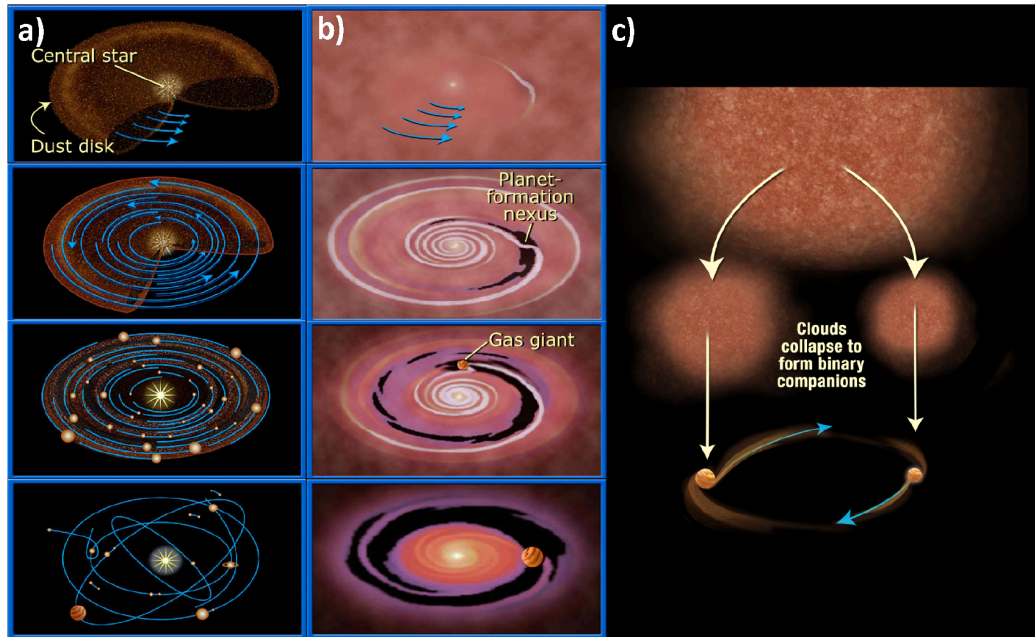 a)
Central star
Dust disk
b)
Planet-
formation
nexus
Gas giant
c)
Clouds
collapse to
form binary
companions